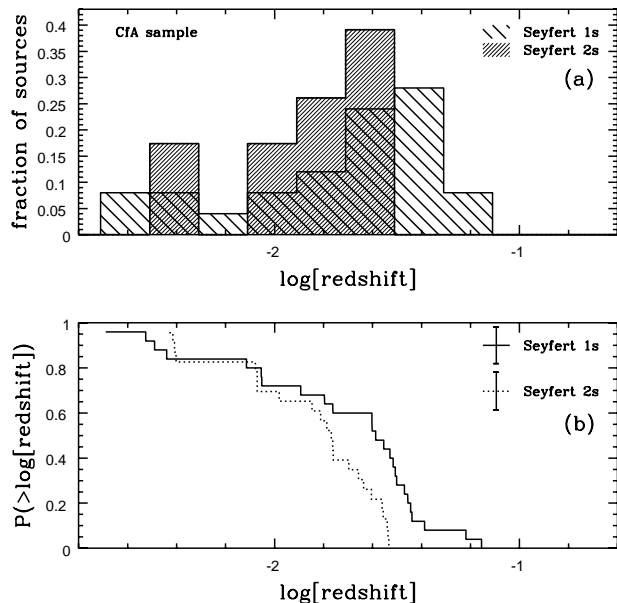 CfA sample
Seyfert 1s
Seyfert 2s
(a)
fraction of sources
0.4
0.35
0.3
0.25
0.2
0.15
0.1
0.05
0
-2
-1
log[redshift]
Seyfert 1s
Seyfert 2s
(b)
P(>log[redshift])
1
0.8
0.6
0.4
0.2
0
-2
-1
log[redshift]